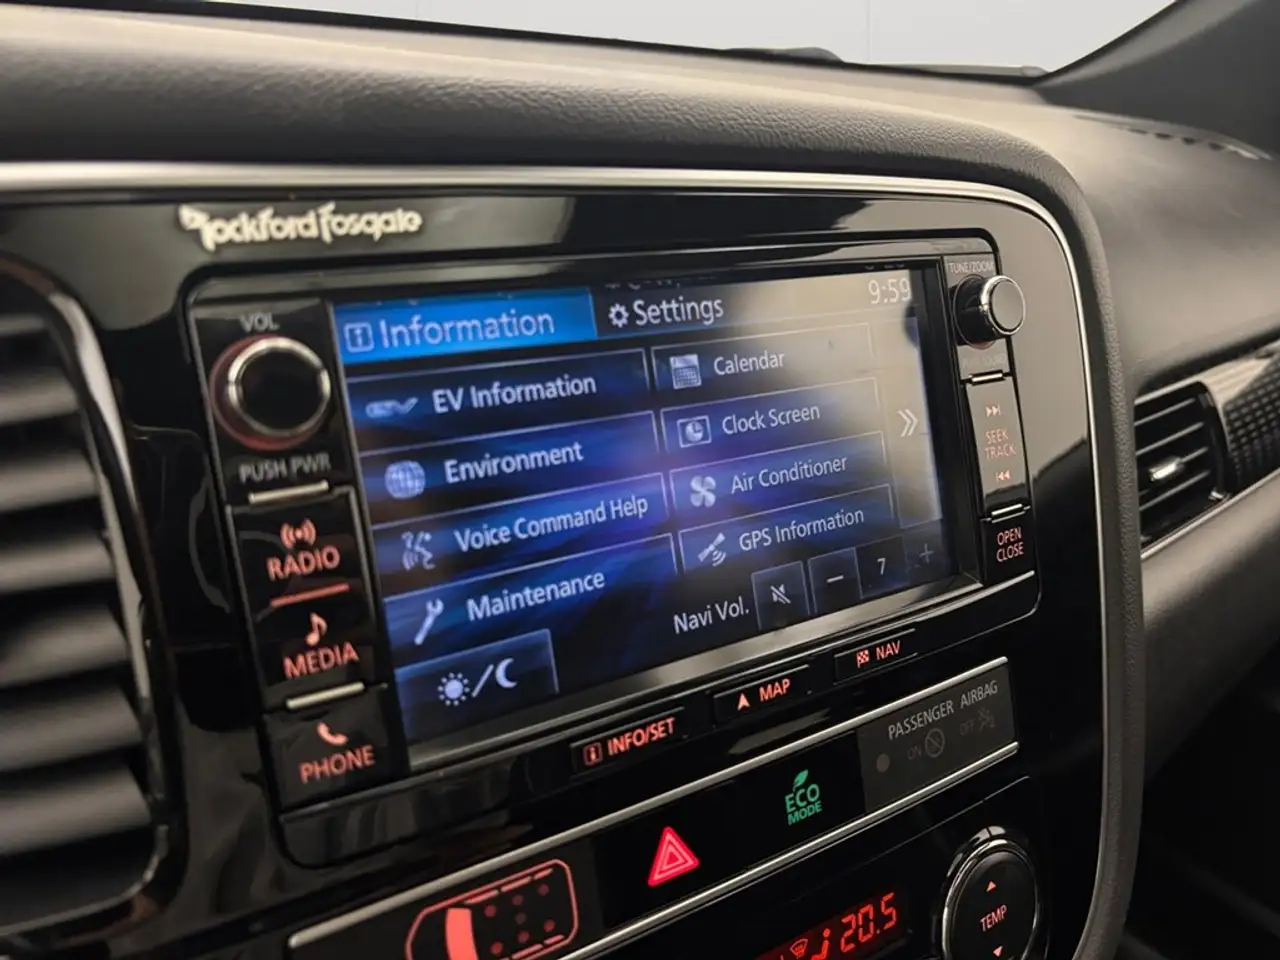 Rockford Fosgate
VOL
PUSH PWR
RADIO
MEDIA
PHONE
Information
Settings
9:59
EV Information
Calendar
Environment
Clock Screen
Voice Command Help
Air Conditioner
Maintenance
GPS Information
Navi Vol.
−
7
+
TUNE/ZOOM
SEEK
TRACK
OPEN
CLOSE
INFO/SET
MAP
NAV
PASSENGER AIRBAG
ON
OFF
ECO
MODE
20.5
TEMP